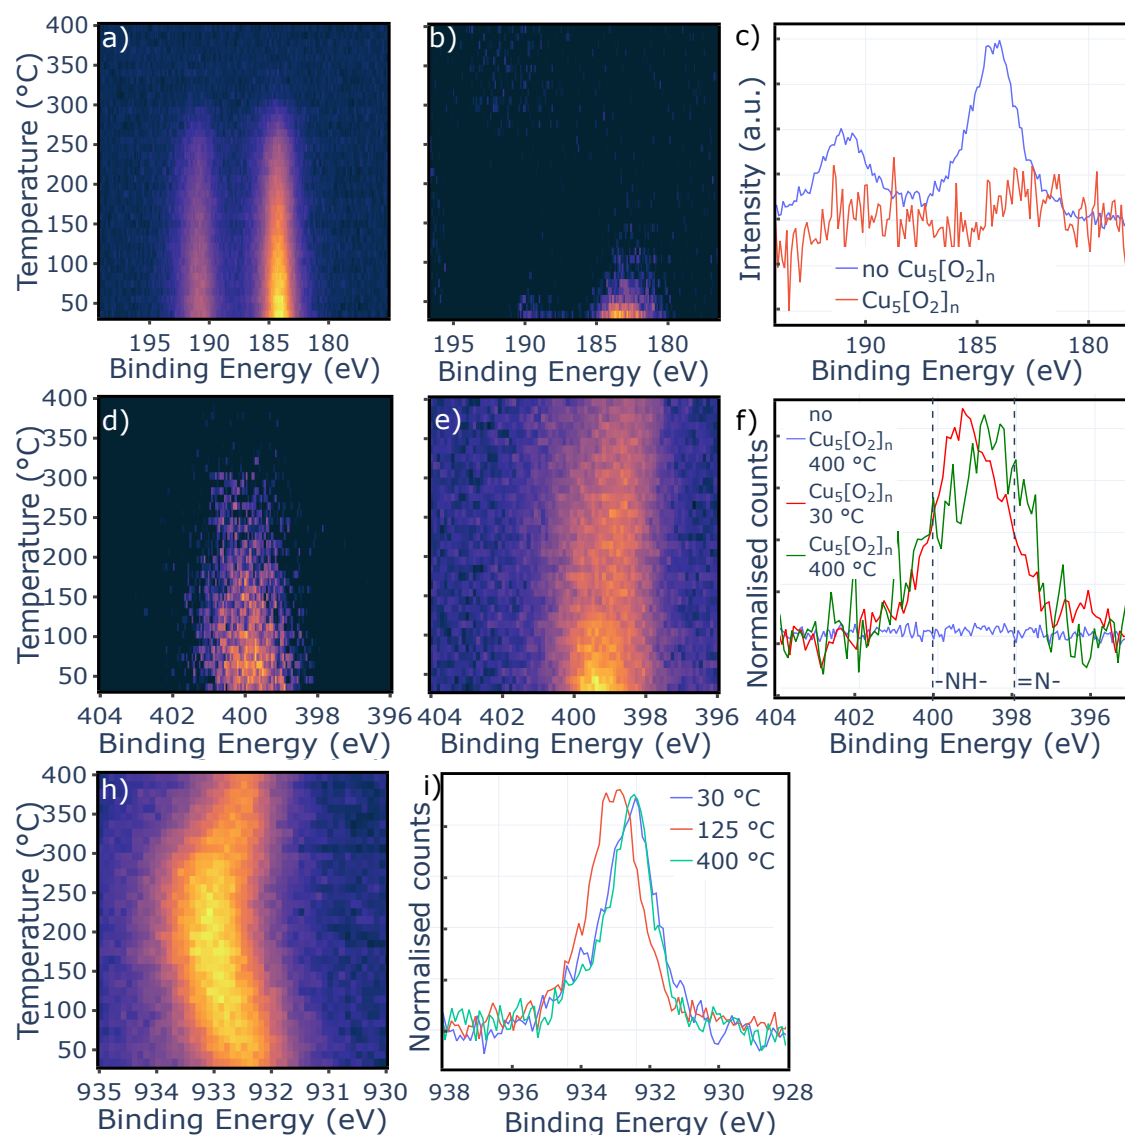 a)
Temperature (°C)
400
350
300
250
200
150
100
50
195
190
185
180
Binding Energy (eV)
b)
195
190
185
180
Binding Energy (eV)
c)
Intensity (a.u.)
no Cu₅[O₂]ₙ
Cu₅[O₂]ₙ
190
185
180
Binding Energy (eV)
d)
Temperature (°C)
400
350
300
250
200
150
100
50
404
402
400
398
396
Binding Energy (eV)
e)
404
402
400
398
396
Binding Energy (eV)
f)
Normalised counts
no
Cu₅[O₂]ₙ
400 °C
Cu₅[O₂]ₙ
30 °C
Cu₅[O₂]ₙ
400 °C
-NH-
=N-
404
402
400
398
396
Binding Energy (eV)
h)
Temperature (°C)
400
350
300
250
200
150
100
50
935
934
933
932
931
930
Binding Energy (eV)
i)
Normalised counts
30 °C
125 °C
400 °C
938
936
934
932
930
928
Binding Energy (eV)